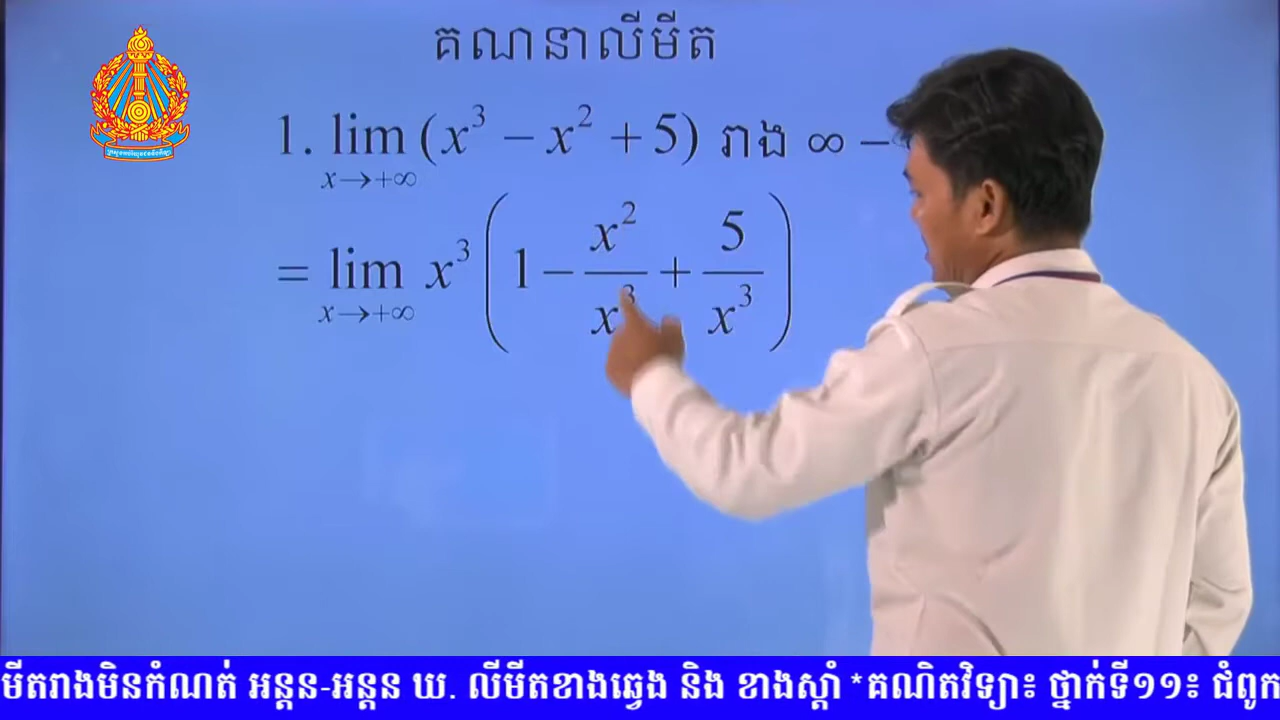 គណនាលីមីត
1. lim (x³ − x² + 5) រាង ∞ −
x→+∞
= lim x³ (1 − x²/x³ + 5/x³)
x→+∞
មីតរាងមិនកំណត់ អនន្ត-អនន្ត ឃ. លីមីតខាងឆ្វេង និង ខាងស្តាំ *គណិតវិទ្យា៖ ថ្នាក់ទី១១៖ ជំពូក